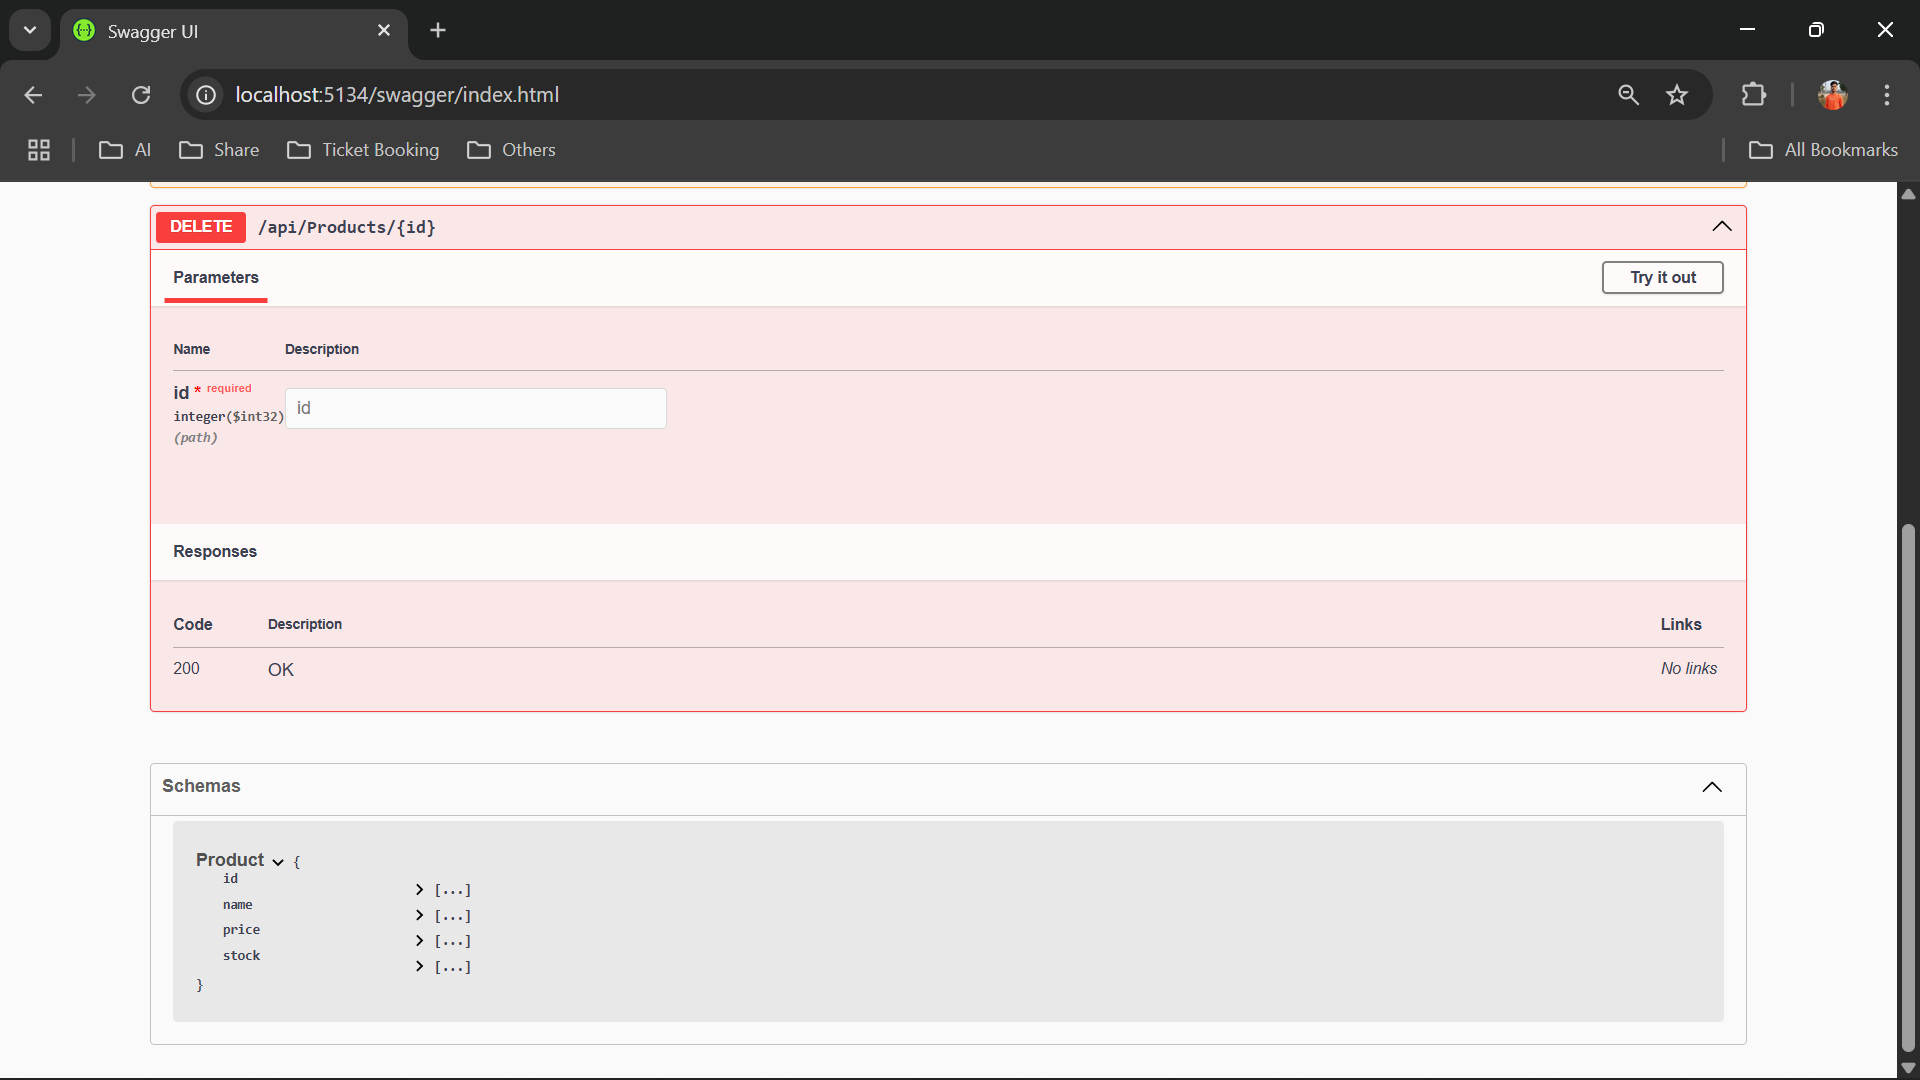 Swagger UI
localhost:5134/swagger/index.html
AI Share Ticket Booking Others All Bookmarks
DELETE /api/Products/{id}
Parameters Try it out
Name Description
id * required
integer($int32) id
(path)
Responses
Code Description Links
200 OK No links
Schemas
Product {
id [...]
name [...]
price [...]
stock [...]
}